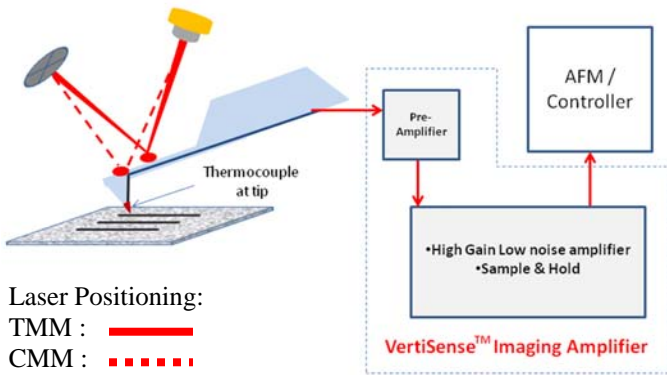 AFM /
Controller
Pre-
Amplifier
Thermocouple
at tip
•High Gain Low noise amplifier
•Sample & Hold
Laser Positioning:
TMM :
CMM :
VertiSense™ Imaging Amplifier